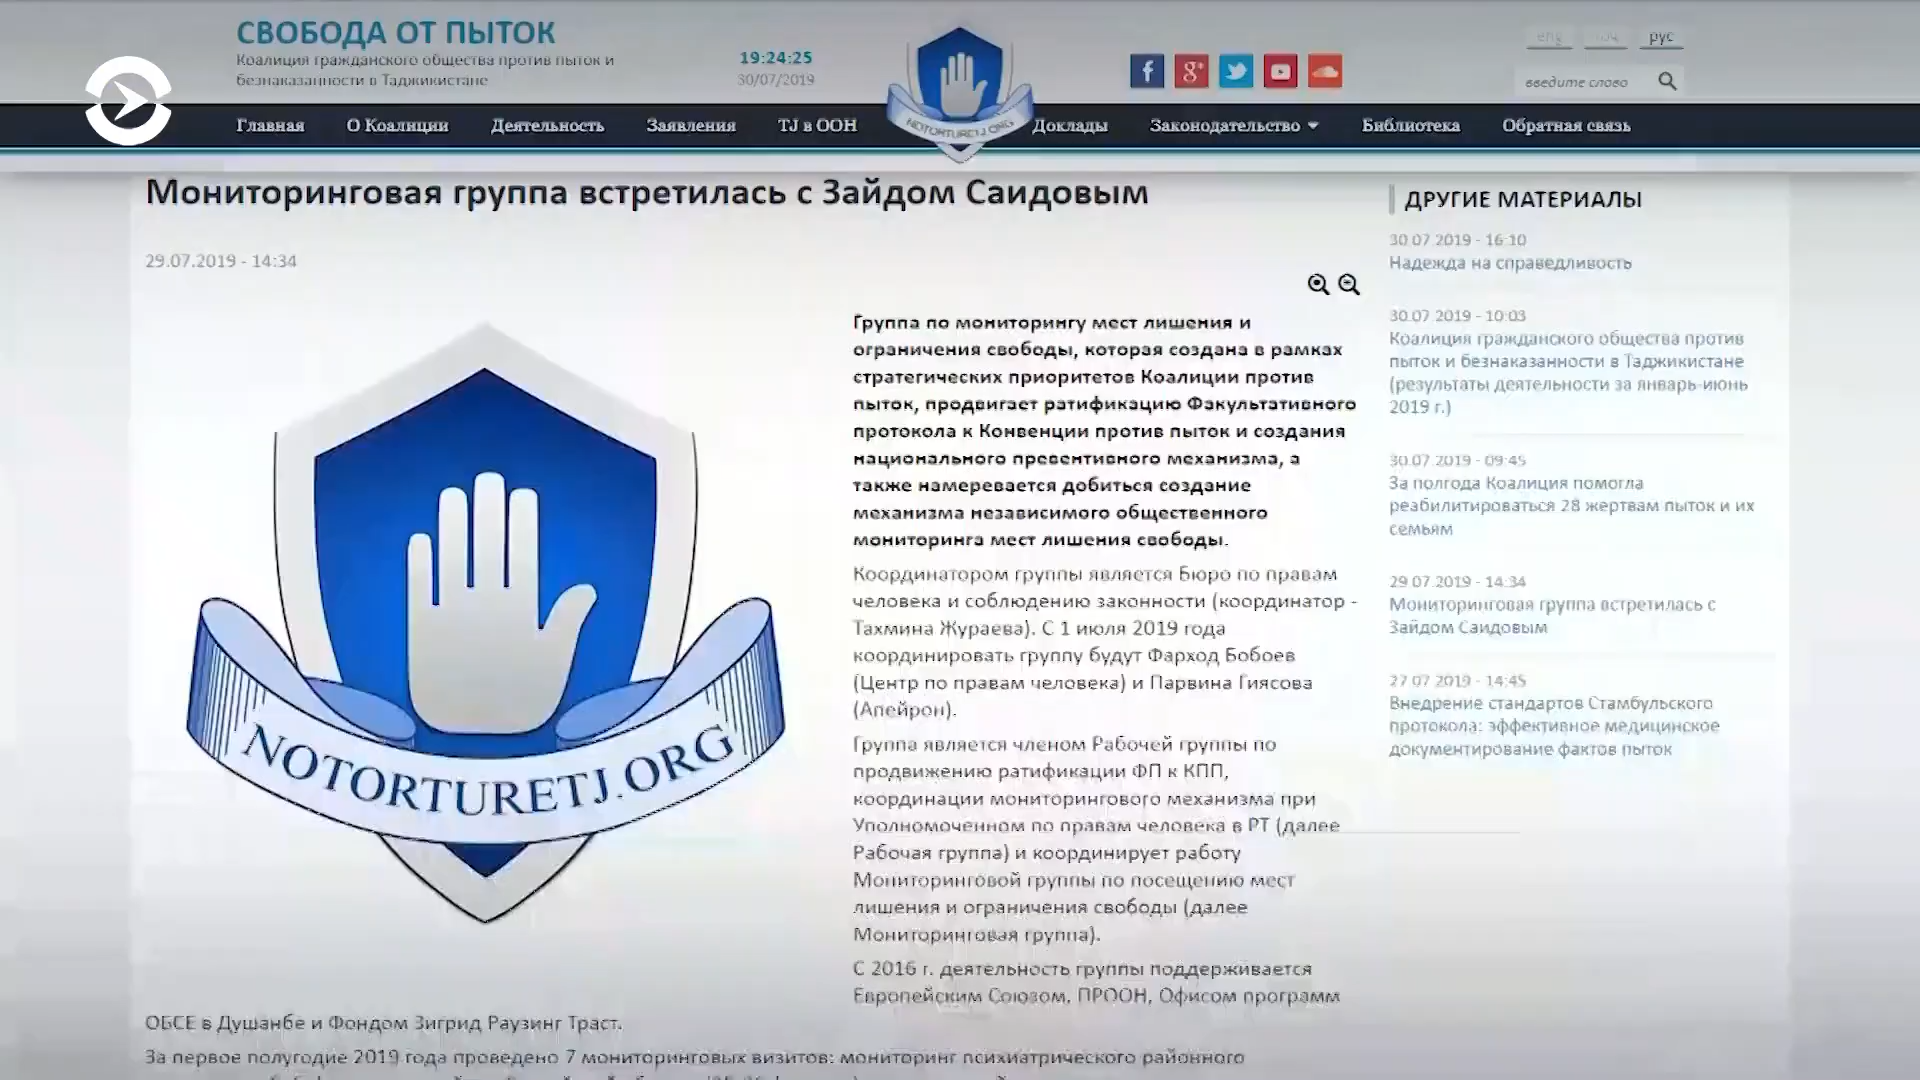 СВОБОДА ОТ ПЫТОК
Коалиция гражданского общества против пыток и
безнаказанности в Таджикистане
19:24:25
30/07/2019
NOTORTURETJ.ORG
eng
тоҷ
рус
введите слово
Главная
О Коалиции
Деятельность
Заявления
TJ в ООН
Доклады
Законодательство
Библиотека
Обратная связь
Мониторинговая группа встретилась с Зайдом Саидовым
29.07.2019 - 14:34
NOTORTURETJ.ORG
Группа по мониторингу мест лишения и
ограничения свободы, которая создана в рамках
стратегических приоритетов Коалиции против
пыток, продвигает ратификацию Факультативного
протокола к Конвенции против пыток и создания
национального превентивного механизма, а
также намеревается добиться создание
механизма независимого общественного
мониторинга мест лишения свободы.
Координатором группы является Бюро по правам
человека и соблюдению законности (координатор -
Тахмина Жураева). С 1 июля 2019 года
координировать группу будут Фарход Бобоев
(Центр по правам человека) и Парвина Гиясова
(Апейрон).
Группа является членом Рабочей группы по
продвижению ратификации ФП к КПП,
координации мониторингового механизма при
Уполномоченном по правам человека в РТ (далее
Рабочая группа) и координирует работу
Мониторинговой группы по посещению мест
лишения и ограничения свободы (далее
Мониторинговая группа).
С 2016 г. деятельность группы поддерживается
Европейским Союзом, ПРООН, Офисом программ
ОБСЕ в Душанбе и Фондом Зигрид Раузинг Траст.
За первое полугодие 2019 года проведено 7 мониторинговых визитов: мониторинг психиатрического районного
ДРУГИЕ МАТЕРИАЛЫ
30.07.2019 - 16:10
Надежда на справедливость
30.07.2019 - 10:03
Коалиция гражданского общества против
пыток и безнаказанности в Таджикистане
(результаты деятельности за январь-июнь
2019 г.)
30.07.2019 - 09:45
За полгода Коалиция помогла
реабилитироваться 28 жертвам пыток и их
семьям
29.07.2019 - 14:34
Мониторинговая группа встретилась с
Зайдом Саидовым
27.07.2019 - 14:45
Внедрение стандартов Стамбульского
протокола: эффективное медицинское
документирование фактов пыток